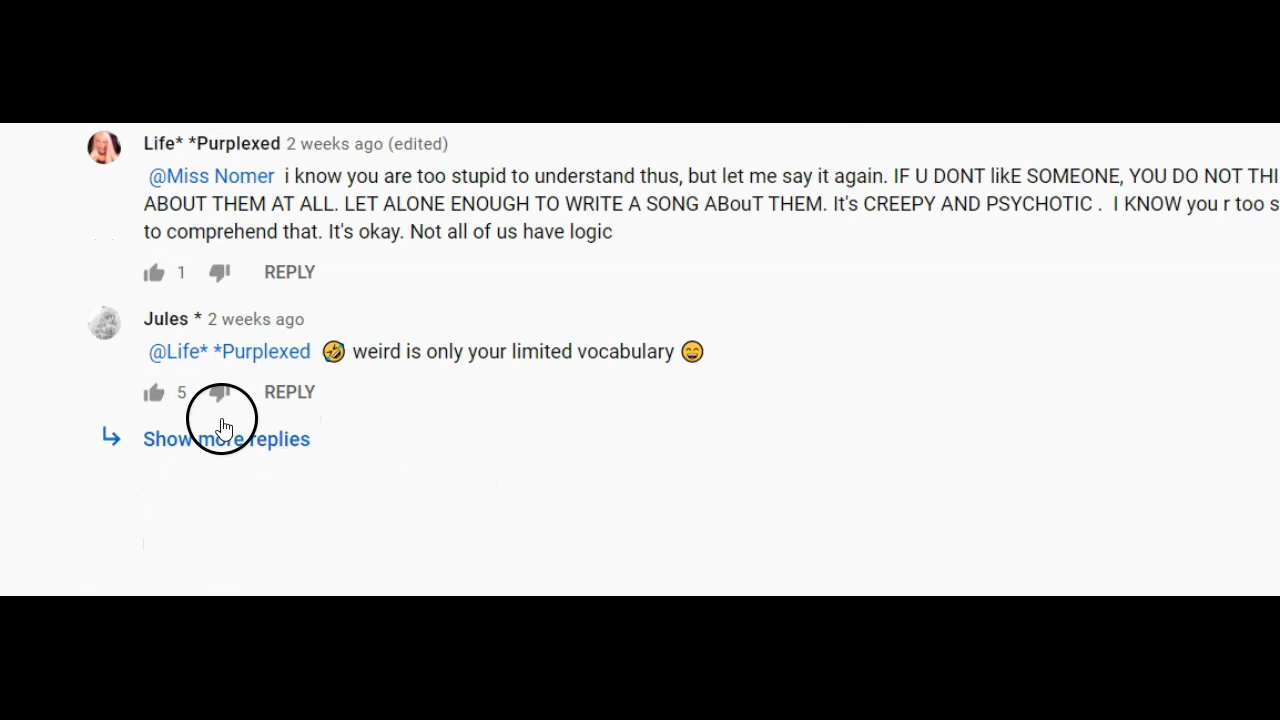 Life* *Purplexed 2 weeks ago (edited)
@Miss Nomer i know you are too stupid to understand thus, but let me say it again. IF U DONT likE SOMEONE, YOU DO NOT THI
ABOUT THEM AT ALL. LET ALONE ENOUGH TO WRITE A SONG ABouT THEM. It's CREEPY AND PSYCHOTIC . I KNOW you r too s
to comprehend that. It's okay. Not all of us have logic
1 REPLY
Jules * 2 weeks ago
@Life* *Purplexed 🤣 weird is only your limited vocabulary 😄
5 REPLY
Show more replies